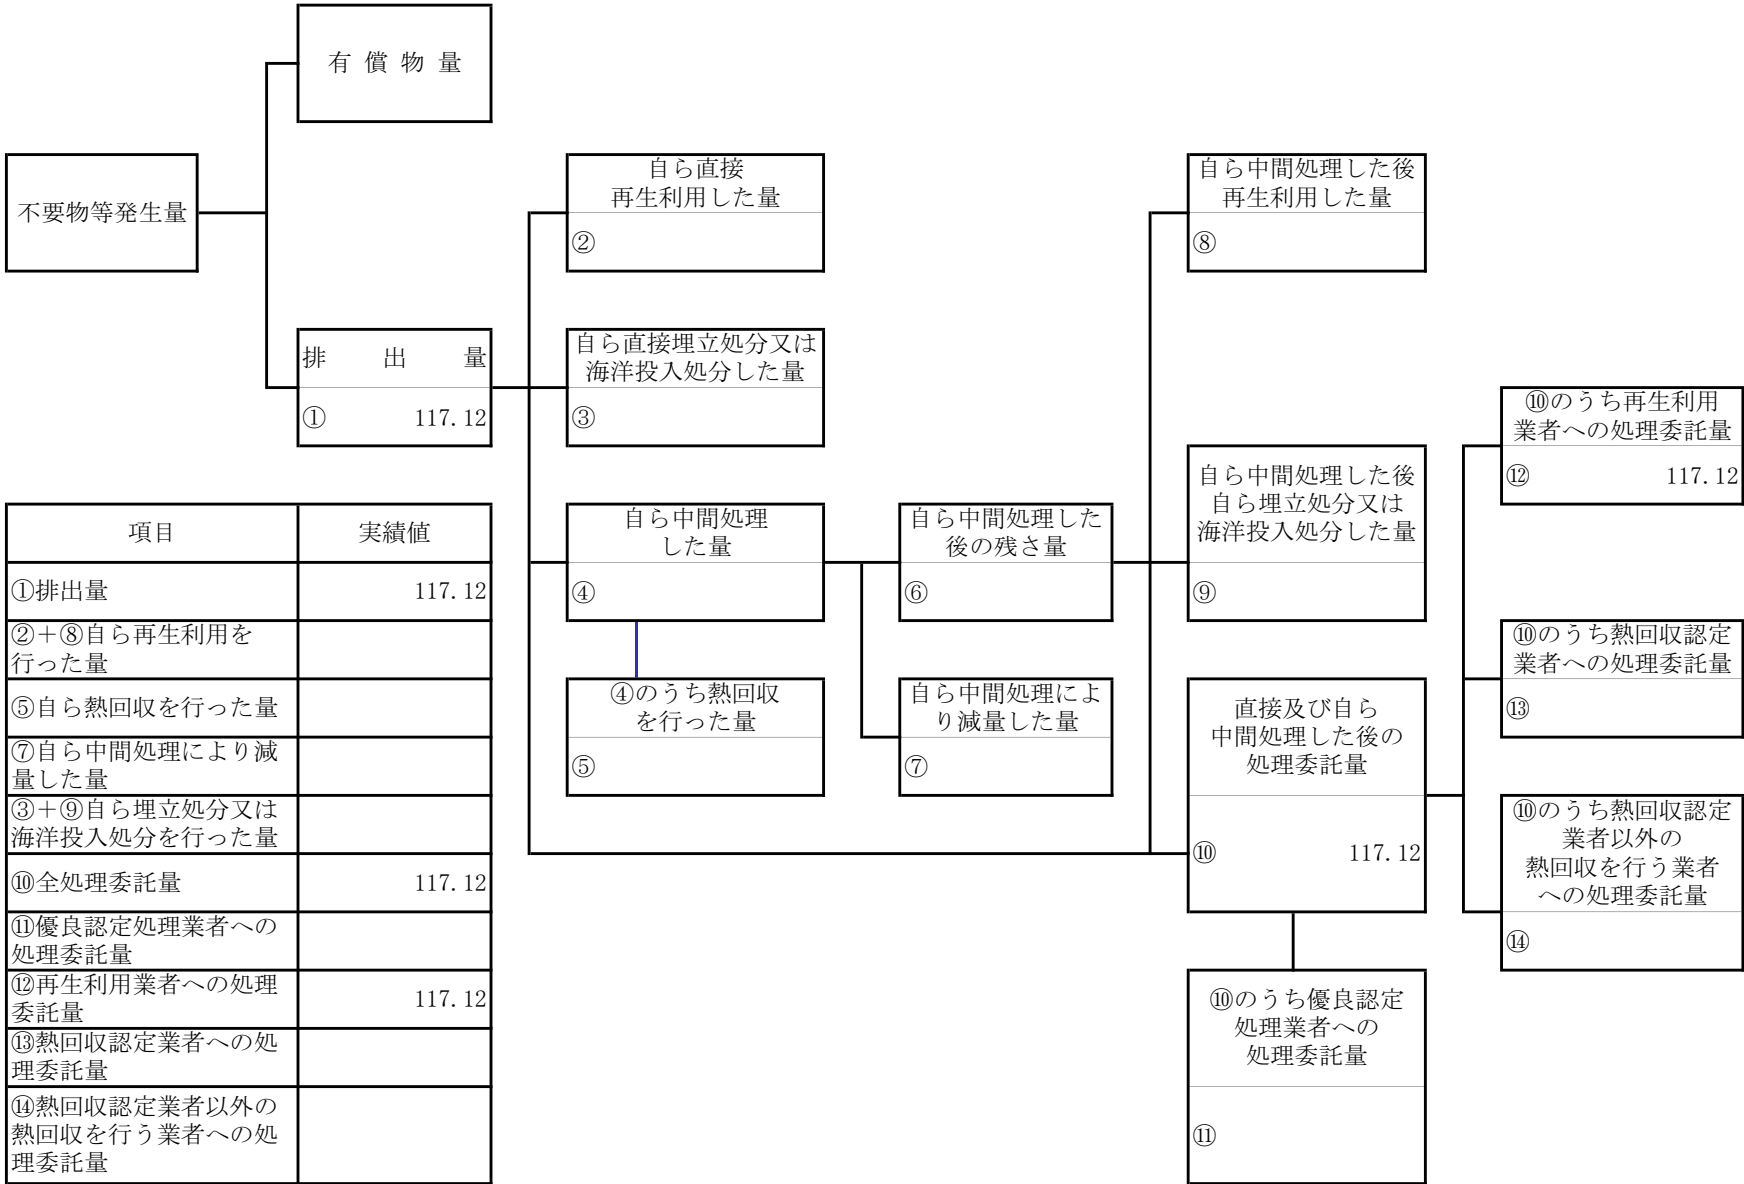 有 償 物 量
不要物等発生量
排 出 量
① 117.12
自ら直接
再生利用した量
②
自ら直接埋立処分又は
海洋投入処分した量
③
自ら中間処理
した量
④
④のうち熱回収
を行った量
⑤
自ら中間処理した
後の残さ量
⑥
自ら中間処理によ
り減量した量
⑦
自ら中間処理した後
再生利用した量
⑧
自ら中間処理した後
自ら埋立処分又は
海洋投入処分した量
⑨
直接及び自ら
中間処理した後の
処理委託量
⑩ 117.12
⑩のうち優良認定
処理業者への
処理委託量
⑪
⑩のうち再生利用
業者への処理委託量
⑫ 117.12
⑩のうち熱回収認定
業者への処理委託量
⑬
⑩のうち熱回収認定
業者以外の
熱回収を行う業者
への処理委託量
⑭
項目 実績値
①排出量 117.12
②＋⑧自ら再生利用を
行った量
⑤自ら熱回収を行った量
⑦自ら中間処理により減
量した量
③＋⑨自ら埋立処分又は
海洋投入処分を行った量
⑩全処理委託量 117.12
⑪優良認定処理業者への
処理委託量
⑫再生利用業者への処理
委託量 117.12
⑬熱回収認定業者への処
理委託量
⑭熱回収認定業者以外の
熱回収を行う業者への処
理委託量